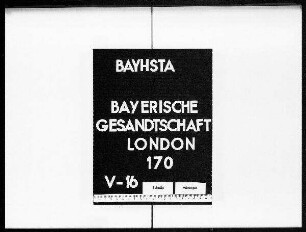 BAYHSTA
BAYERISCHE
GESANDTSCHAFT
LONDON
170
V-16